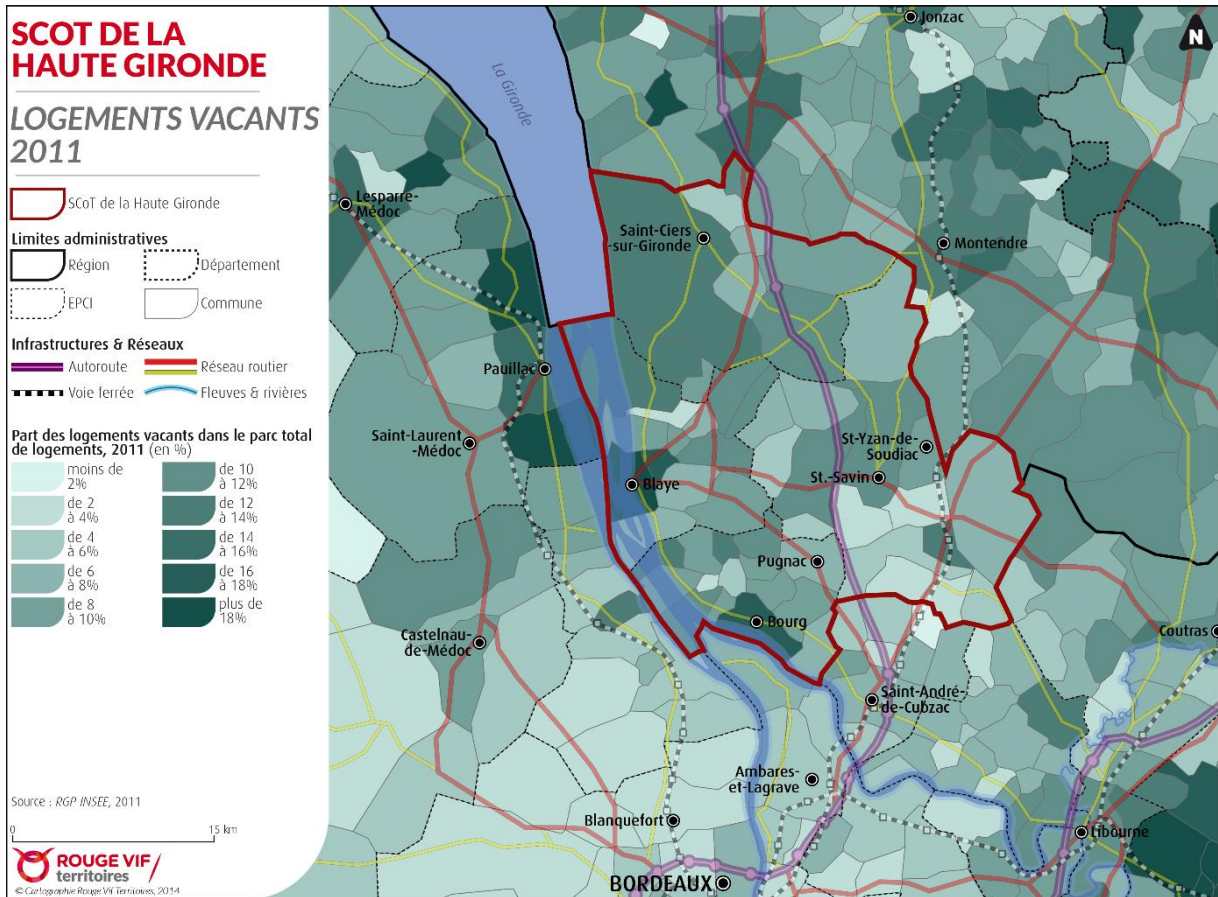 SCOT DE LA
HAUTE GIRONDE
LOGEMENTS VACANTS
2011
SCoT de la Haute Gironde
Limites administratives
Région
Département
EPCI
Commune
Infrastructures & Réseaux
Autoroute
Réseau routier
Voie ferrée
Fleuves & rivières
Part des logements vacants dans le parc total
de logements, 2011 (en %)
moins de
2%
de 2
à 4%
de 4
à 6%
de 6
à 8%
de 8
à 10%
de 10
à 12%
de 12
à 14%
de 14
à 16%
de 16
à 18%
plus de
18%
Source : RGP INSEE, 2011
0
15 km
ROUGE VIF
territoires
© Cartographie Rouge Vif Territoires, 2014
N
La Gironde
Jonzac
Lesparre-
Médoc
Saint-Ciers
-sur-Gironde
Montendre
Pauillac
Saint-Laurent
-Médoc
St-Yzan-de-
Soudiac
Blaye
St.-Savin
Pugnac
Bourg
Castelnau-
de-Médoc
Coutras
Saint-André-
de-Cubzac
Ambares-
et-Lagrave
Blanquefort
Libourne
BORDEAUX